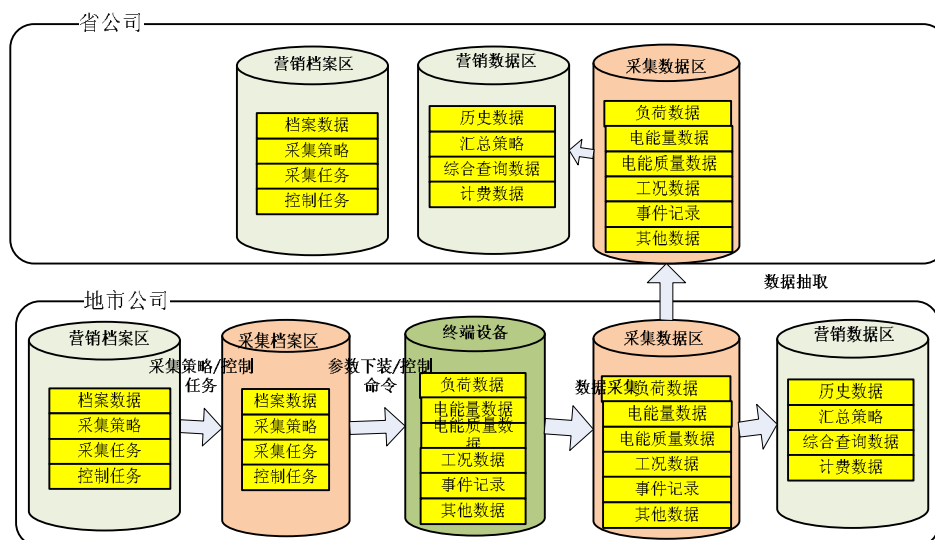 省公司
营销档案区
档案数据
采集策略
采集任务
控制任务
营销数据区
历史数据
汇总策略
综合查询数据
计费数据
采集数据区
负荷数据
电能量数据
电能质量数据
工况数据
事件记录
其他数据
数据抽取
地市公司
营销档案区
档案数据
采集策略
采集任务
控制任务
采集策略/控制
任务
采集档案区
档案数据
采集策略
采集任务
控制任务
参数下装/控制
命令
终端设备
负荷数据
电能量数据
电能质量数
据
工况数据
事件记录
其他数据
数据采集
采集数据区
负荷数据
电能量数据
电能质量数据
工况数据
事件记录
其他数据
营销数据区
历史数据
汇总策略
综合查询数据
计费数据